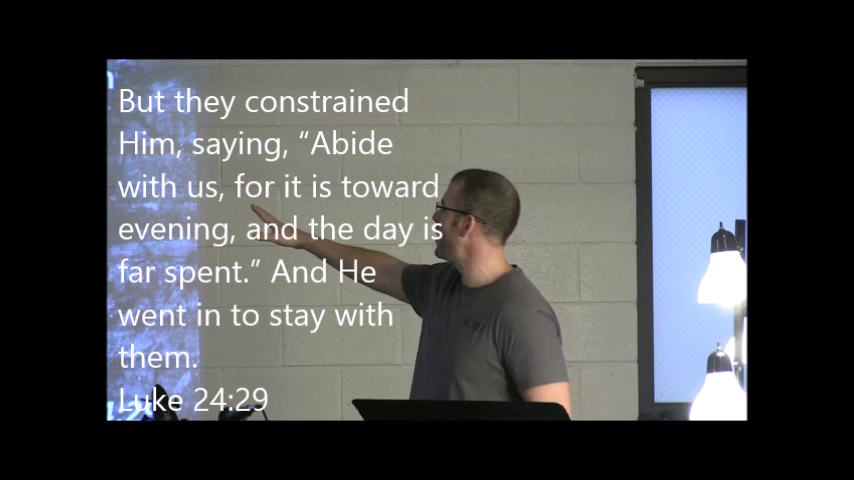 But they constrained
Him, saying, “Abide
with us, for it is toward
evening, and the day is
far spent.” And He
went in to stay with
them.
Luke 24:29